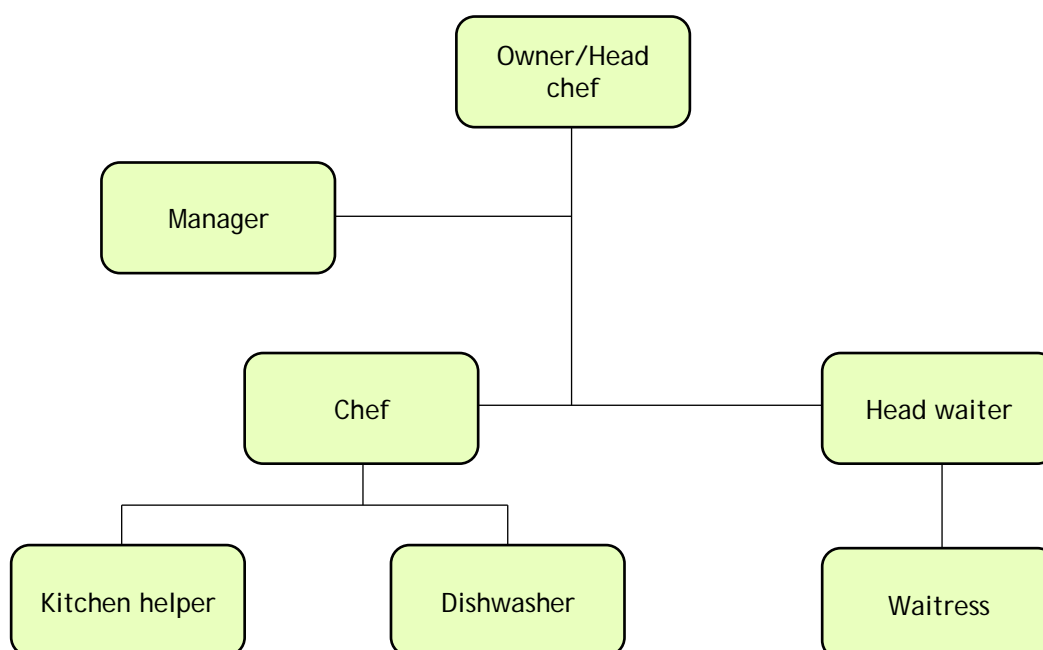 Owner/Head
chef
Manager
Chef
Head waiter
Kitchen helper
Dishwasher
Waitress